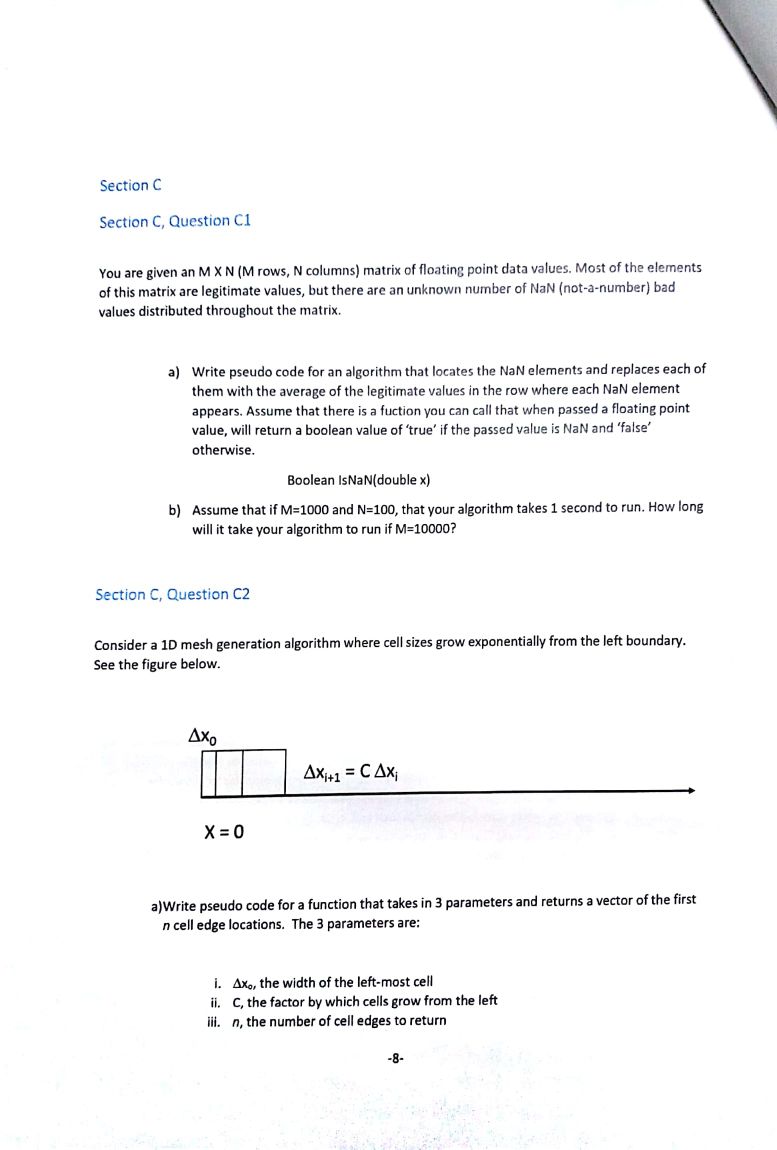 Section C
Section C, Question C1
You are given an M X N (M rows, N columns) matrix of floating point data values. Most of the elements
of this matrix are legitimate values, but there are an unknown number of NaN (not-a-number) bad
values distributed throughout the matrix.
a) Write pseudo code for an algorithm that locates the NaN elements and replaces each of
them with the average of the legitimate values in the row where each NaN element
appears. Assume that there is a fuction you can call that when passed a floating point
value, will return a boolean value of ‘true’ if the passed value is NaN and ‘false’
otherwise.
Boolean IsNaN(double x)
b) Assume that if M=1000 and N=100, that your algorithm takes 1 second to run. How long
will it take your algorithm to run if M=10000?
Section C, Question C2
Consider a 1D mesh generation algorithm where cell sizes grow exponentially from the left boundary.
See the figure below.
Δx₀
Δxᵢ₊₁ = C Δxᵢ
X = 0
a)Write pseudo code for a function that takes in 3 parameters and returns a vector of the first
n cell edge locations. The 3 parameters are:
i. Δxₒ, the width of the left-most cell
ii. C, the factor by which cells grow from the left
iii. n, the number of cell edges to return
-8-